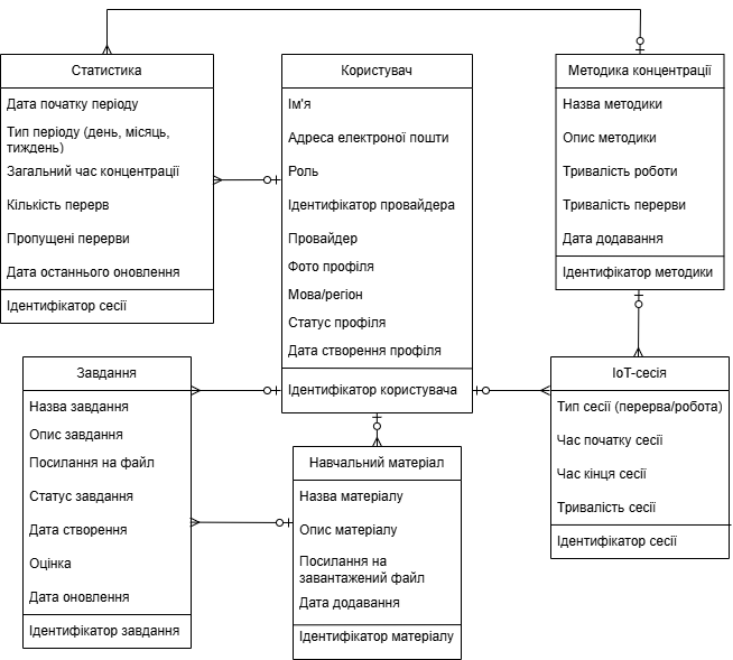 Статистика
Дата початку періоду
Тип періоду (день, місяць,
тиждень)
Загальний час концентрації
Кількість перерв
Пропущені перерви
Дата останнього оновлення
Ідентифікатор сесії
Користувач
Ім'я
Адреса електроної пошти
Роль
Ідентифікатор провайдера
Провайдер
Фото профіля
Мова/регіон
Статус профіля
Дата створення профіля
Ідентифікатор користувача
Методика концентрації
Назва методики
Опис методики
Тривалість роботи
Тривалість перерви
Дата додавання
Ідентифікатор методики
Завдання
Назва завдання
Опис завдання
Посилання на файл
Статус завдання
Дата створення
Оцінка
Дата оновлення
Ідентифікатор завдання
Навчальний матеріал
Назва матеріалу
Опис матеріалу
Посилання на
завантажений файл
Дата додавання
Ідентифікатор матеріалу
ІоТ-сесія
Тип сесії (перерва/робота)
Час початку сесії
Час кінця сесії
Тривалість сесії
Ідентифікатор сесії